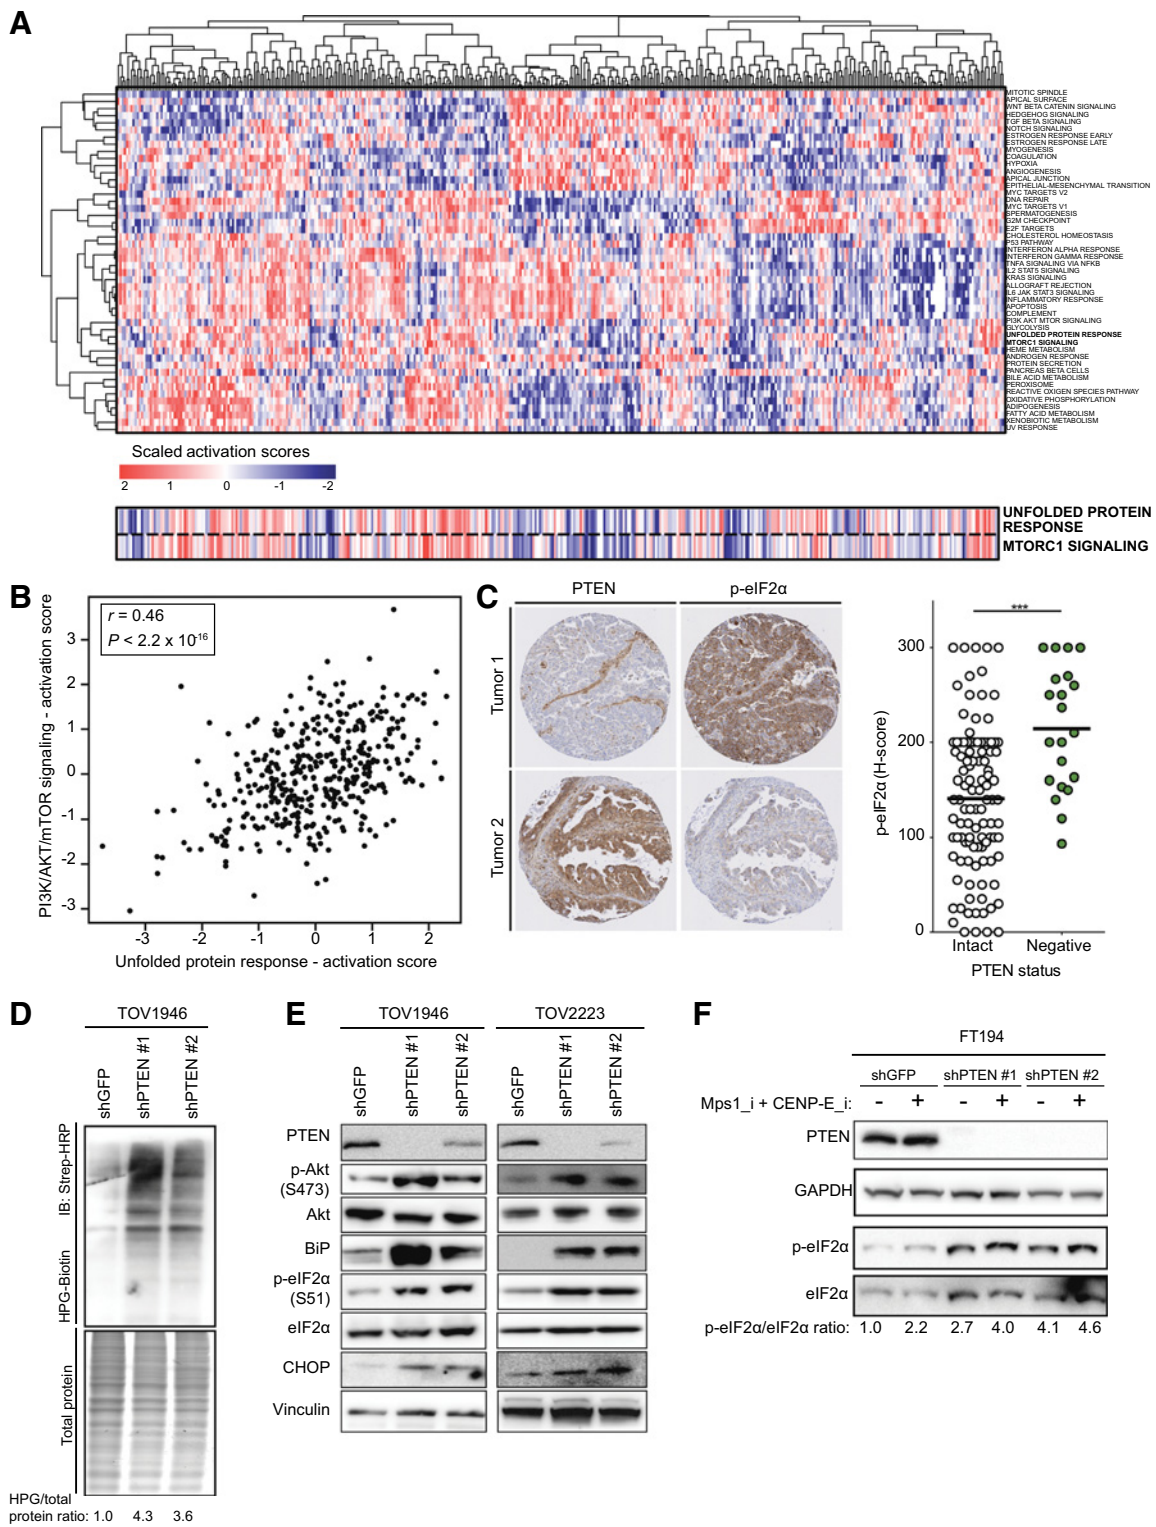 A
MITOTIC SPINDLE
APICAL SURFACE
WNT BETA CATENIN SIGNALING
HEDGEHOG SIGNALING
TGF BETA SIGNALING
NOTCH SIGNALING
ESTROGEN RESPONSE EARLY
ESTROGEN RESPONSE LATE
MYOGENESIS
COAGULATION
HYPOXIA
ANGIOGENESIS
APICAL JUNCTION
EPITHELIAL-MESENCHYMAL TRANSITION
MYC TARGETS V2
DNA REPAIR
MYC TARGETS V1
SPERMATOGENESIS
G2M CHECKPOINT
E2F TARGETS
CHOLESTEROL HOMEOSTASIS
P53 PATHWAY
INTERFERON ALPHA RESPONSE
INTERFERON GAMMA RESPONSE
TNFA SIGNALING VIA NFKB
IL2 STAT5 SIGNALING
KRAS SIGNALING
ALLOGRAFT REJECTION
IL6 JAK STAT3 SIGNALING
INFLAMMATORY RESPONSE
APOPTOSIS
COMPLEMENT
PI3K AKT MTOR SIGNALING
GLYCOLYSIS
UNFOLDED PROTEIN RESPONSE
MTORC1 SIGNALING
HEME METABOLISM
ANDROGEN RESPONSE
PROTEIN SECRETION
PANCREAS BETA CELLS
BILE ACID METABOLISM
PEROXISOME
REACTIVE OXIGEN SPECIES PATHWAY
OXIDATIVE PHOSPHORYLATION
ADIPOGENESIS
FATTY ACID METABOLISM
XENOBIOTIC METABOLISM
UV RESPONSE
Scaled activation scores
2 1 0 -1 -2
UNFOLDED PROTEIN
RESPONSE
MTORC1 SIGNALING
B
r = 0.46
P < 2.2 x 10-16
PI3K/AKT/mTOR signaling - activation score
3
2
1
0
-1
-2
-3
-3 -2 -1 0 1 2
Unfolded protein response - activation score
C
PTEN p-eIF2α
Tumor 1
Tumor 2
***
p-eIF2α (H-score)
300
200
100
0
Intact Negative
PTEN status
D
TOV1946
shGFP shPTEN #1 shPTEN #2
IB: Strep-HRP
HPG-Biotin
Total protein
HPG/total
protein ratio: 1.0 4.3 3.6
E
TOV1946 TOV2223
shGFP shPTEN #1 shPTEN #2 shGFP shPTEN #1 shPTEN #2
PTEN
p-Akt
(S473)
Akt
BiP
p-eIF2α
(S51)
eIF2α
CHOP
Vinculin
F
FT194
shGFP shPTEN #1 shPTEN #2
Mps1_i + CENP-E_i: - + - + - +
PTEN
GAPDH
p-eIF2α
eIF2α
p-eIF2α/eIF2α ratio: 1.0 2.2 2.7 4.0 4.1 4.6